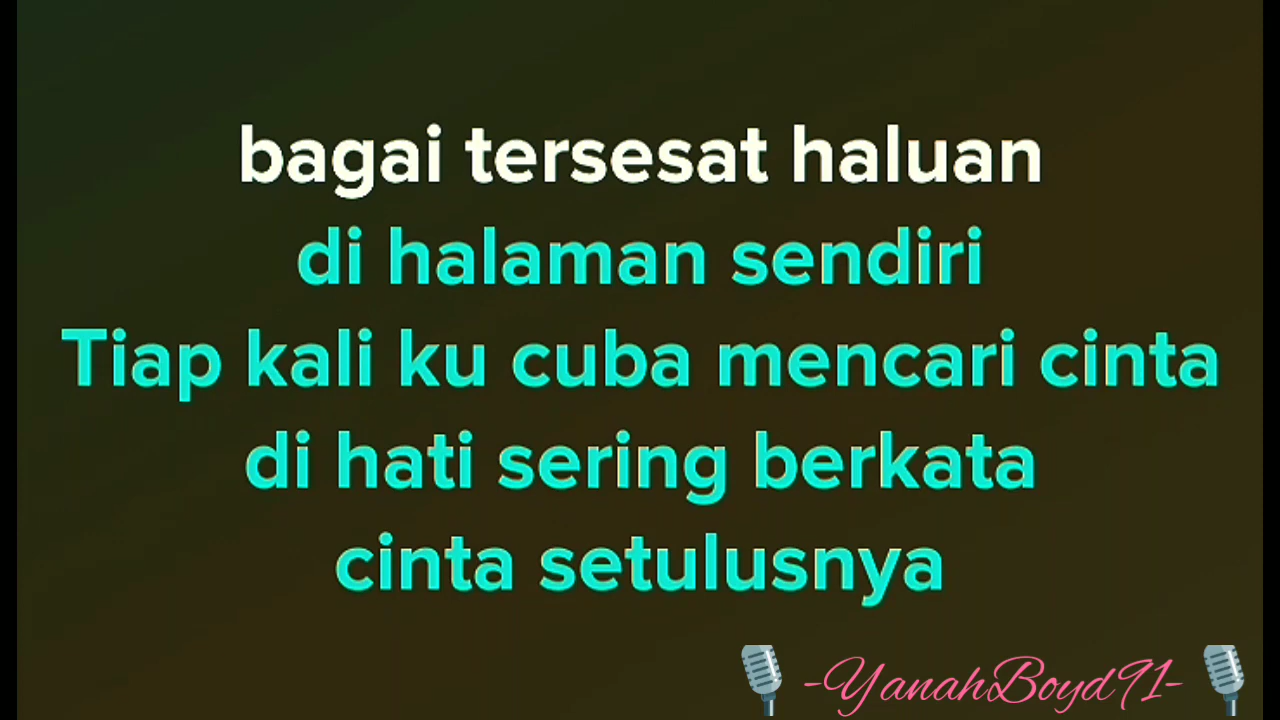 bagai tersesat haluan
di halaman sendiri
Tiap kali ku cuba mencari cinta
di hati sering berkata
cinta setulusnya
-YanahBoyd91-